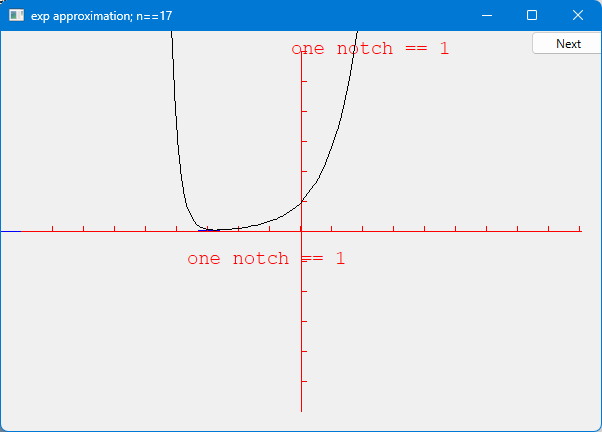 exp approximation; n==17
one notch == 1
Next
one notch == 1